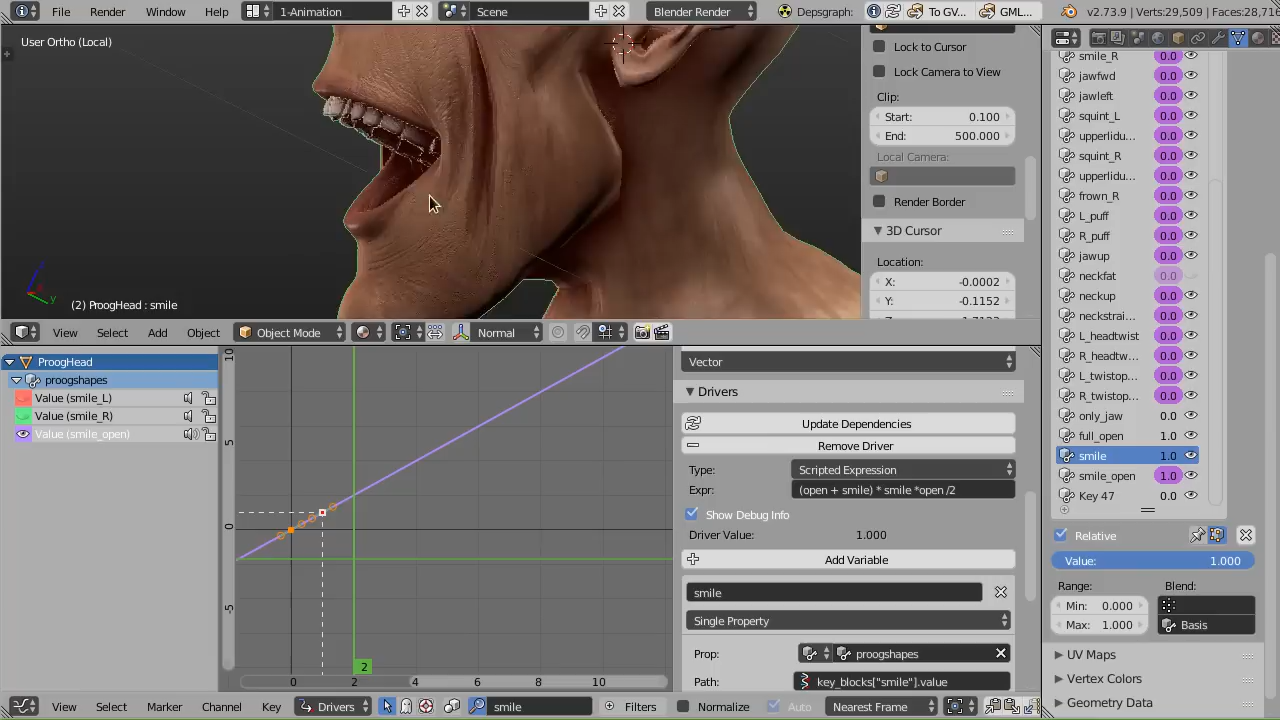 File Render Window Help 1-Animation Scene Blender Render Depsgraph: To GV... GML... v2.73.9 | Verts:29,509 | Faces:28,71
User Ortho (Local)
y
(2) ProogHead : smile
Lock to Cursor
Lock Camera to View
Clip:
Start: 0.100
End: 500.000
Local Camera:
Render Border
3D Cursor
Location:
X: -0.0002
Y: -0.1152
smile_R 0.0
jawfwd 0.0
jawleft 0.0
squint_L 0.0
upperlidu... 0.0
squint_R 0.0
upperlidu... 0.0
frown_R 0.0
L_puff 0.0
R_puff 0.0
jawup 0.0
neckfat 0.0
neckup 0.0
neckstrai... 0.0
L_headtwist 0.0
R_headtw... 0.0
L_twistop... 0.0
R_twistop... 0.0
only_jaw 0.0
full_open 1.0
smile 1.0
smile_open 1.0
Key 47 0.0
Relative
Value: 1.000
Range: Blend:
Min: 0.000
Max: 1.000 Basis
UV Maps
Vertex Colors
Geometry Data
View Select Add Object Object Mode Normal
ProogHead
proogshapes
Value (smile_L)
Value (smile_R)
Value (smile_open)
10
5
0
-5
2
0 2 4 6 8 10
Vector
Drivers
Update Dependencies
Remove Driver
Type: Scripted Expression
Expr: (open + smile) * smile *open /2
Show Debug Info
Driver Value: 1.000
Add Variable
smile
Single Property
Prop: proogshapes
Path: key_blocks["smile"].value
View Select Marker Channel Key Drivers smile Filters Normalize Auto Nearest Frame